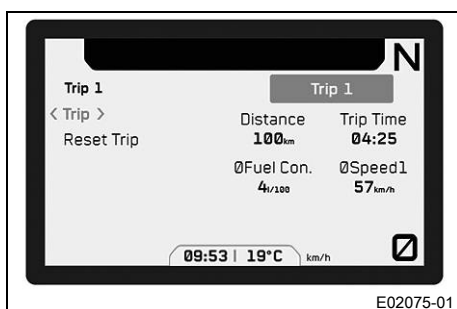 N
Trip 1
Trip 1
< Trip >
Reset Trip
Distance
100km
Trip Time
04:25
ØFuel Con.
4l/100
ØSpeed1
57km/h
09:53 | 19°C km/h
0
E02075-01